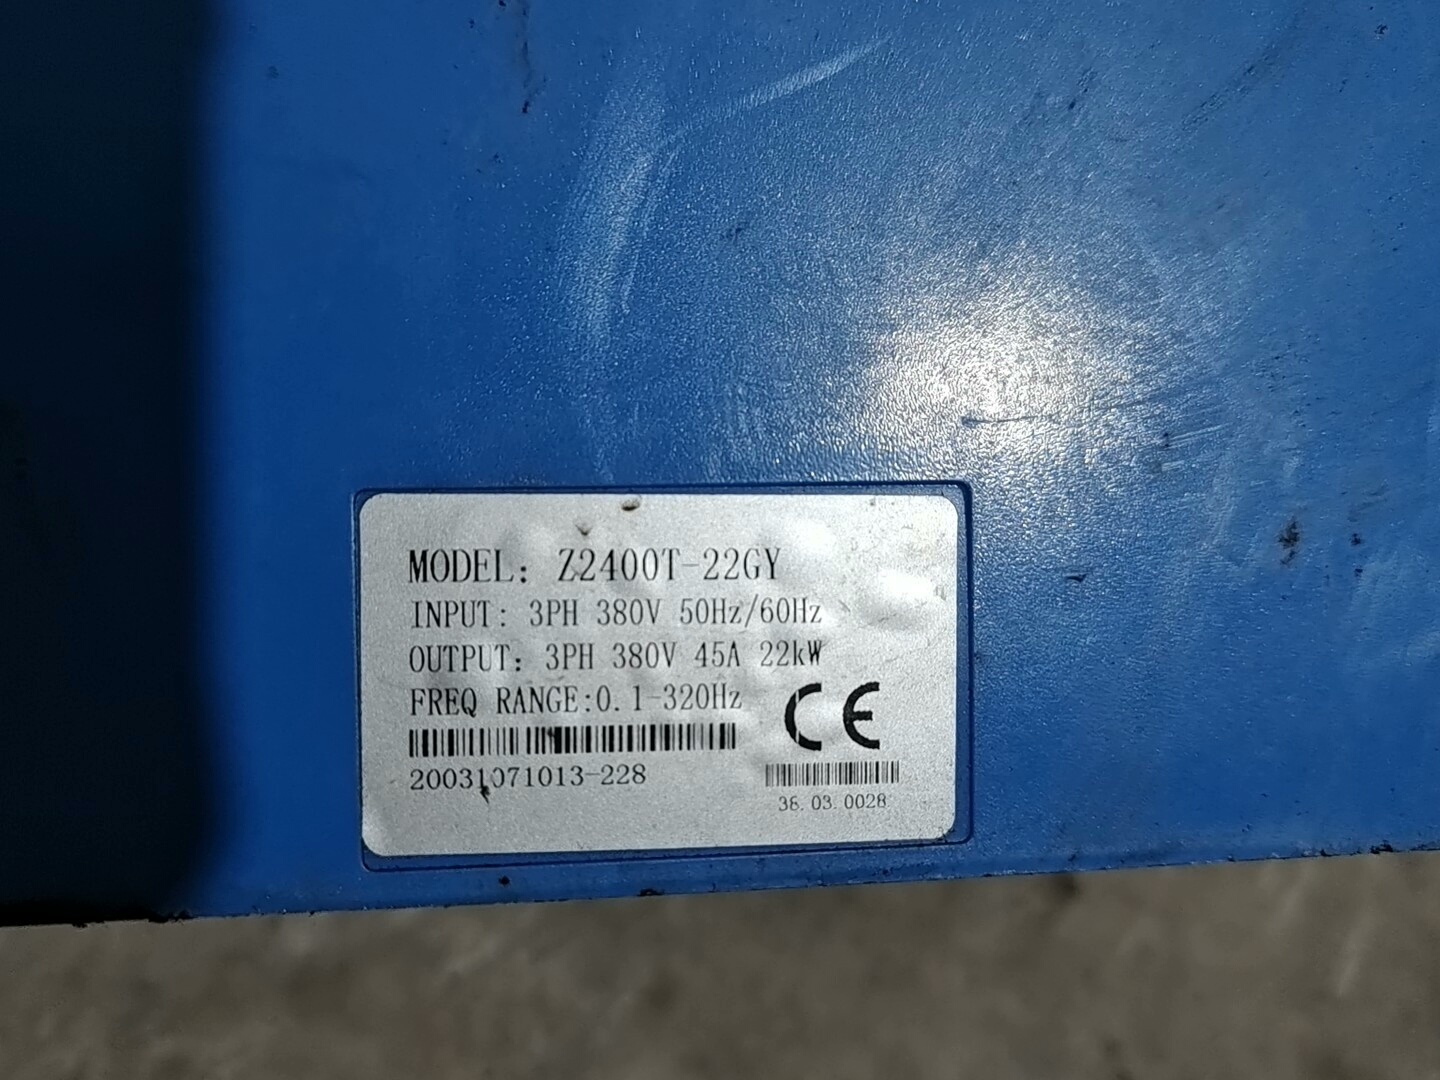 MODEL: Z2400T-22GY
INPUT: 3PH 380V 50Hz/60Hz
OUTPUT: 3PH 380V 45A 22kW
FREQ RANGE:0.1-320Hz
CE
20031071013-228
38.03.0028